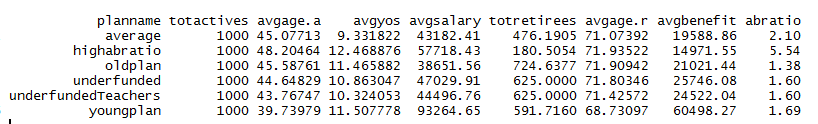 planname totactives avgage.a avgyos avgsalary totretirees avgage.r avgbenefit abratio
average 1000 45.07713 9.331822 43182.41 476.1905 71.07392 19588.86 2.10
highabratio 1000 48.20464 12.468876 57718.43 180.5054 71.93522 14971.55 5.54
oldplan 1000 45.58761 11.465882 38651.56 724.6377 71.90942 21021.44 1.38
underfunded 1000 44.64829 10.863047 47029.91 625.0000 71.80346 25746.08 1.60
underfundedTeachers 1000 43.76747 10.324053 44496.76 625.0000 71.42572 24522.04 1.60
youngplan 1000 39.73979 11.507778 93264.65 591.7160 68.73097 60498.27 1.69